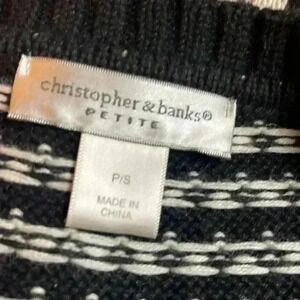 christopher & banks®
PETITE
P/S
MADE IN
CHINA